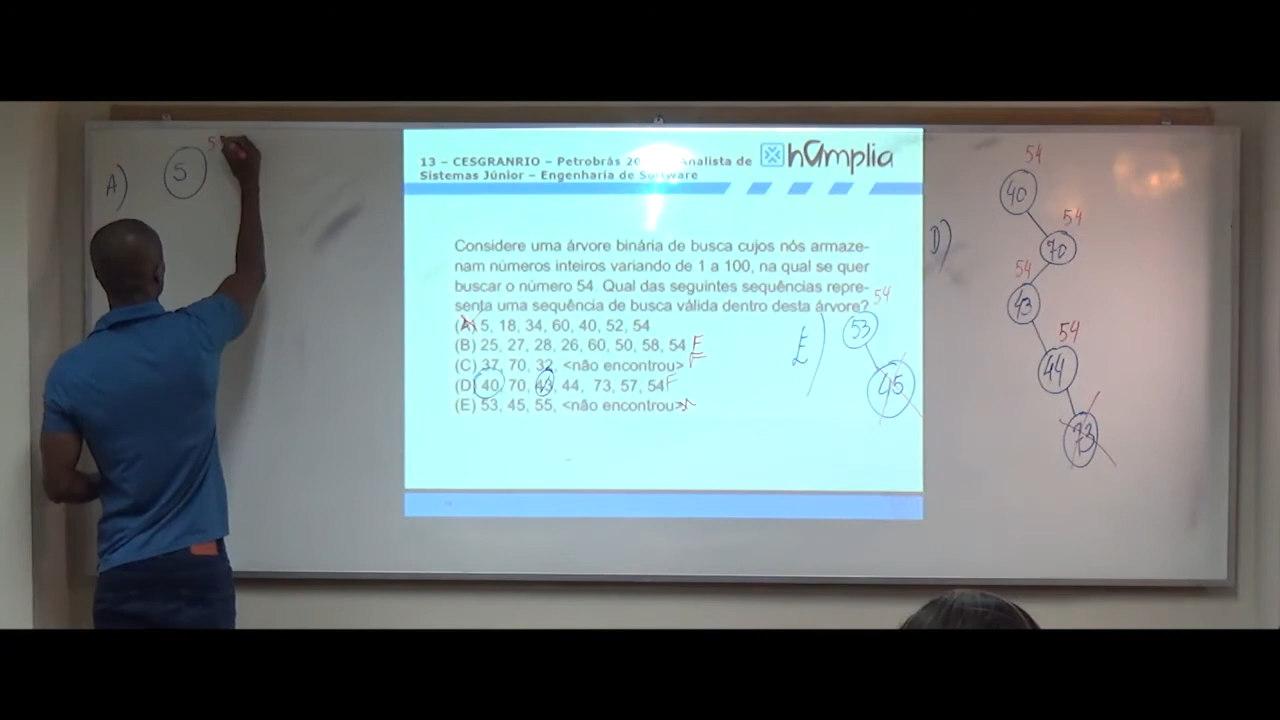 A)
5
5
13 – CESGRANRIO – Petrobrás 20 Analista de
Sistemas Júnior – Engenharia de Software
hamplia
Considere uma árvore binária de busca cujos nós armaze-
nam números inteiros variando de 1 a 100, na qual se quer
buscar o número 54. Qual das seguintes sequências repre-
senta uma sequência de busca válida dentro desta árvore?
(A) 5, 18, 34, 60, 40, 52, 54
(B) 25, 27, 28, 26, 60, 50, 58, 54 F
(C) 37, 70, 32, <não encontrou> F
(D) 40, 70, 43, 44, 73, 57, 54 F
(E) 53, 45, 55, <não encontrou>
E)
54
53
45
D)
54
40
54
70
54
43
54
44
73